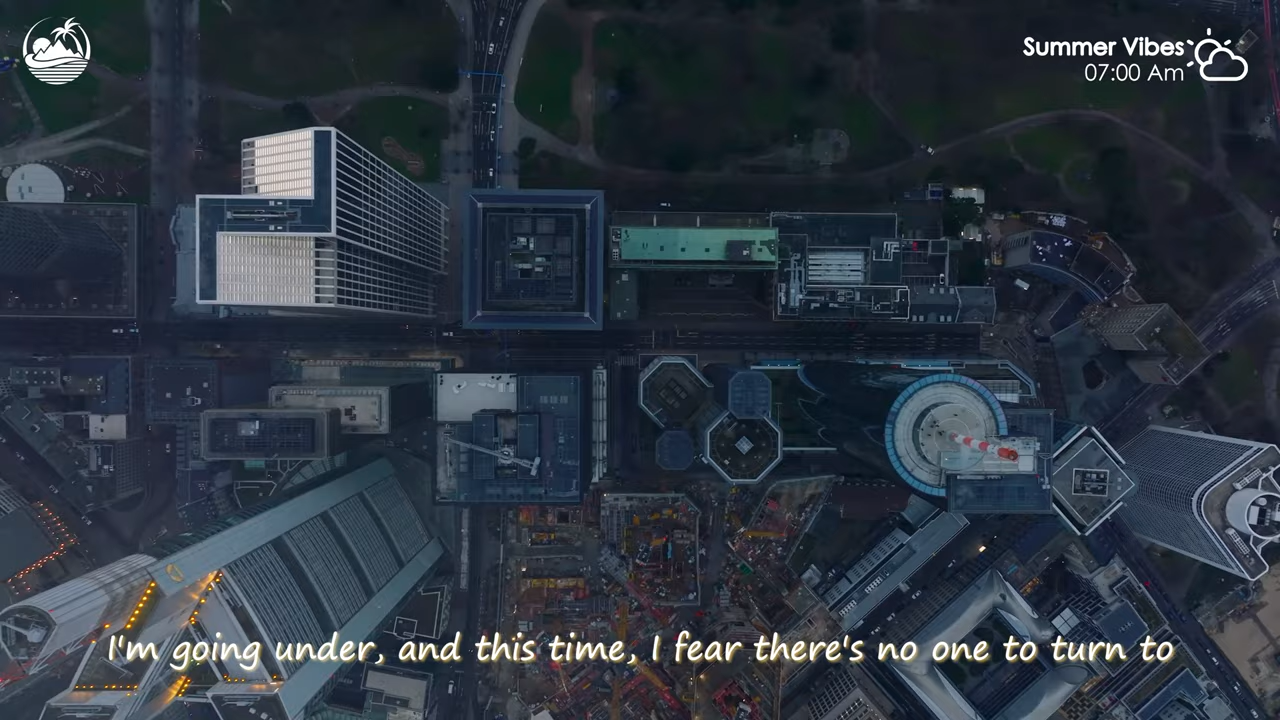 Summer Vibes
07:00 Am
I'm going under, and this time, I fear there's no one to turn to